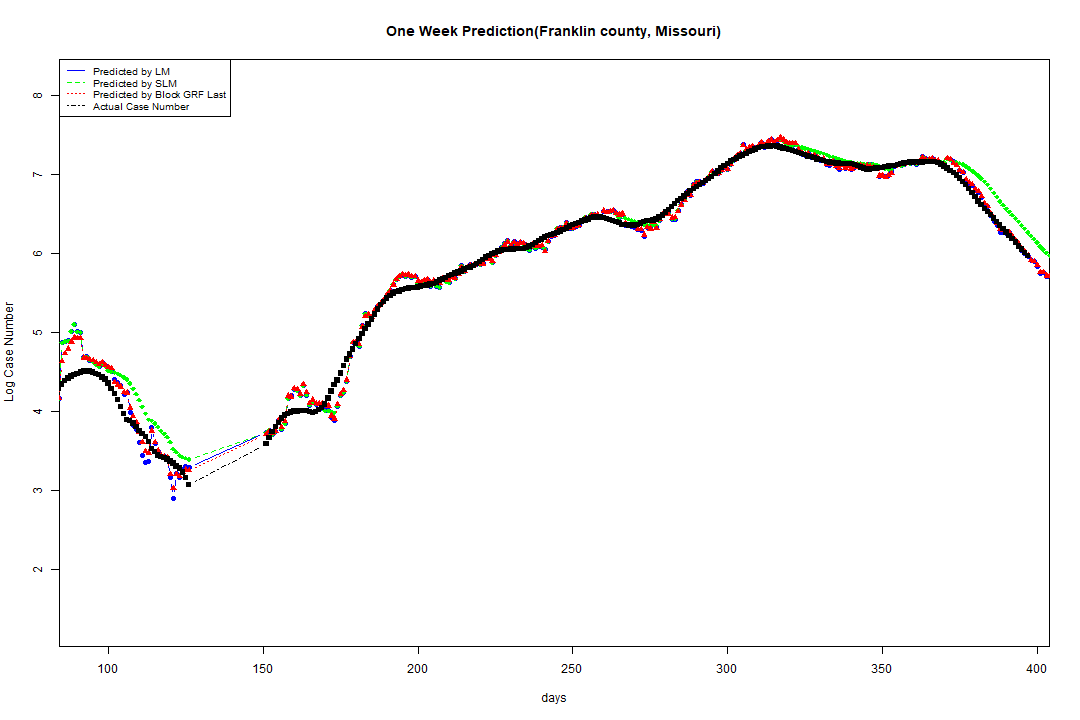 One Week Prediction(Franklin county, Missouri)
Predicted by LM
Predicted by SLM
Predicted by Block GRF Last
Actual Case Number
Log Case Number
8
7
6
5
4
3
2
100 150 200 250 300 350 400
days